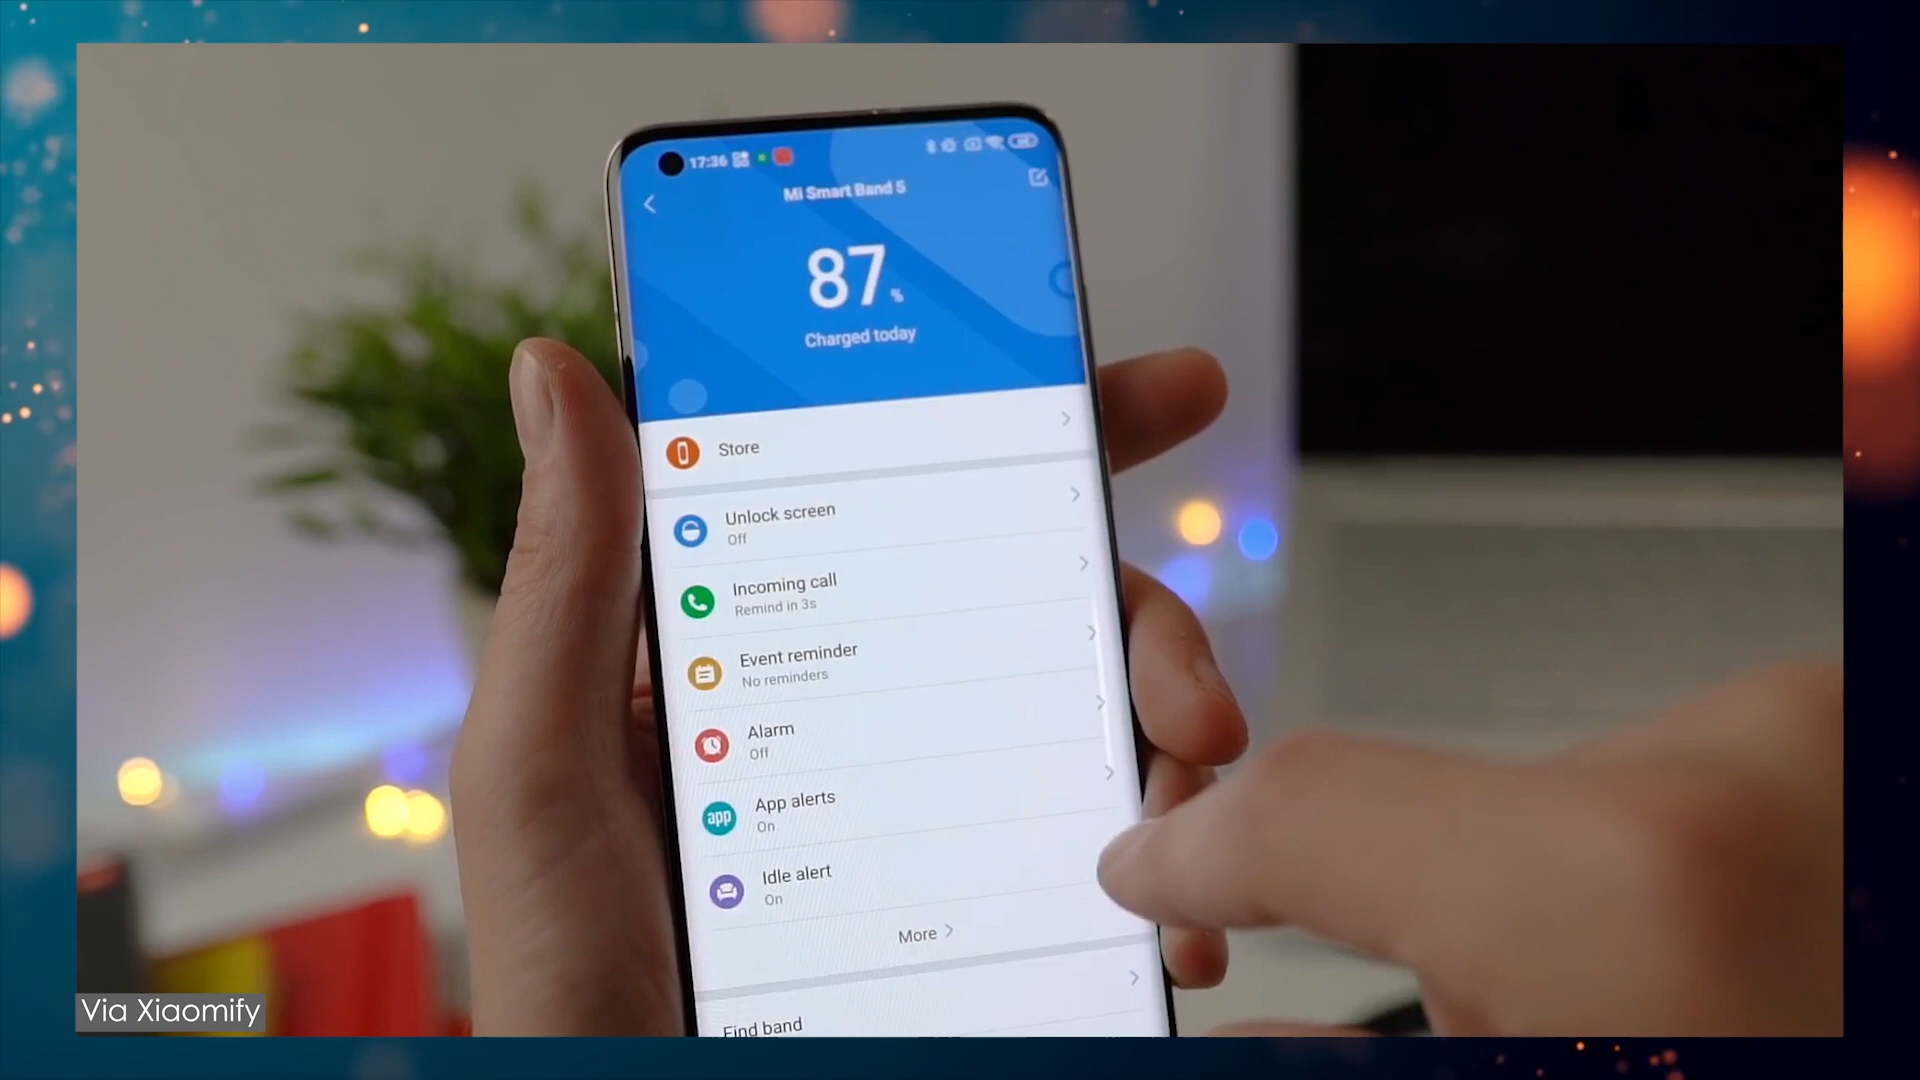 17:36
Mi Smart Band 5
87%
Charged today
Store
Unlock screen
Off
Incoming call
Remind in 3s
Event reminder
No reminders
Alarm
Off
app
App alerts
On
Idle alert
On
More
Find band
Via Xiaomify